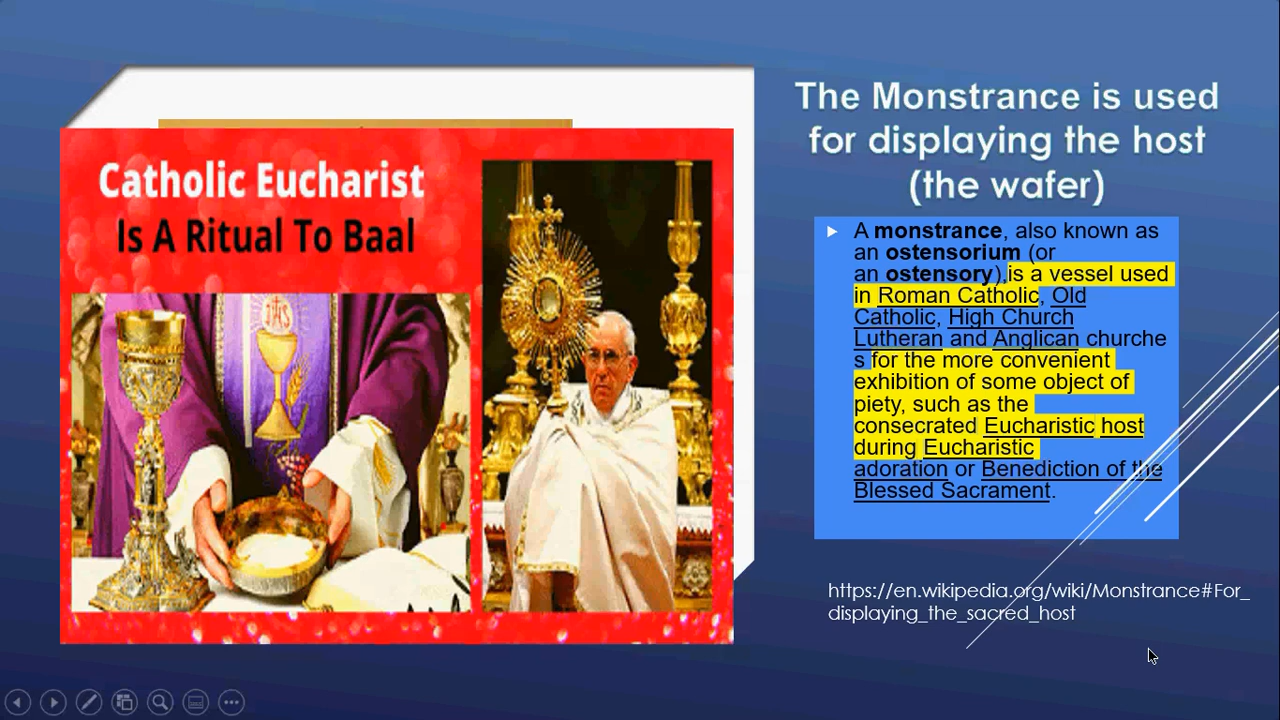 Catholic Eucharist
Is A Ritual To Baal
IHS
The Monstrance is used
for displaying the host
(the wafer)
A monstrance, also known as
an ostensorium (or
an ostensory),is a vessel used
in Roman Catholic, Old
Catholic, High Church
Lutheran and Anglican churche
s for the more convenient
exhibition of some object of
piety, such as the
consecrated Eucharistic host
during Eucharistic
adoration or Benediction of the
Blessed Sacrament.
https://en.wikipedia.org/wiki/Monstrance#For_
displaying_the_sacred_host